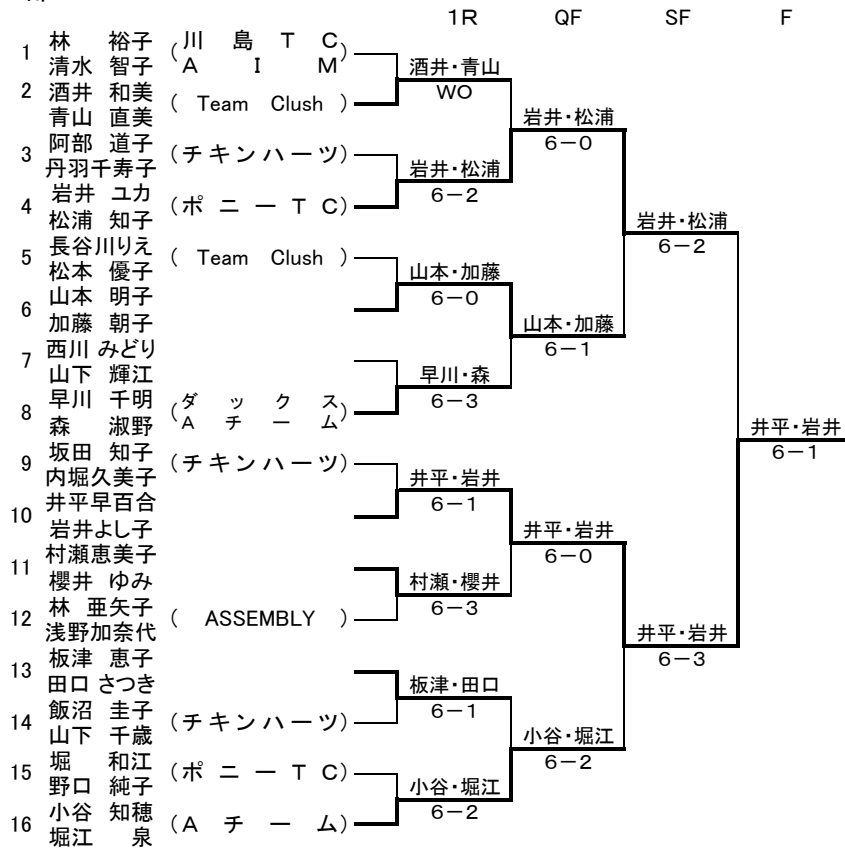 1R QF SF F
1 林 裕子 (川島TC
清水 智子 AIM)
酒井・青山
WO
2 酒井 和美 (Team Clush)
青山 直美
岩井・松浦
6-0
3 阿部 道子 (チキンハーツ)
丹羽千寿子
岩井・松浦
6-2
4 岩井 ユカ (ポニーTC)
松浦 知子
岩井・松浦
6-2
5 長谷川りえ (Team Clush)
松本 優子
山本・加藤
6-0
6 山本 明子
加藤 朝子
山本・加藤
6-1
7 西川 みどり
山下 輝江
早川・森
6-3
8 早川 千明 (ダックス
森 淑野 Aチーム)
井平・岩井
6-1
9 坂田 知子 (チキンハーツ)
内堀久美子
井平・岩井
6-1
10 井平早百合
岩井よし子
井平・岩井
6-0
11 村瀬恵美子
櫻井 ゆみ
村瀬・櫻井
6-3
12 林 亜矢子 (ASSEMBLY)
浅野加奈代
井平・岩井
6-3
13 板津 恵子
田口 さつき
板津・田口
6-1
14 飯沼 圭子 (チキンハーツ)
山下 千歳
小谷・堀江
6-2
15 堀 和江 (ポニーTC)
野口 純子
小谷・堀江
6-2
16 小谷 知穂 (Aチーム)
堀江 泉